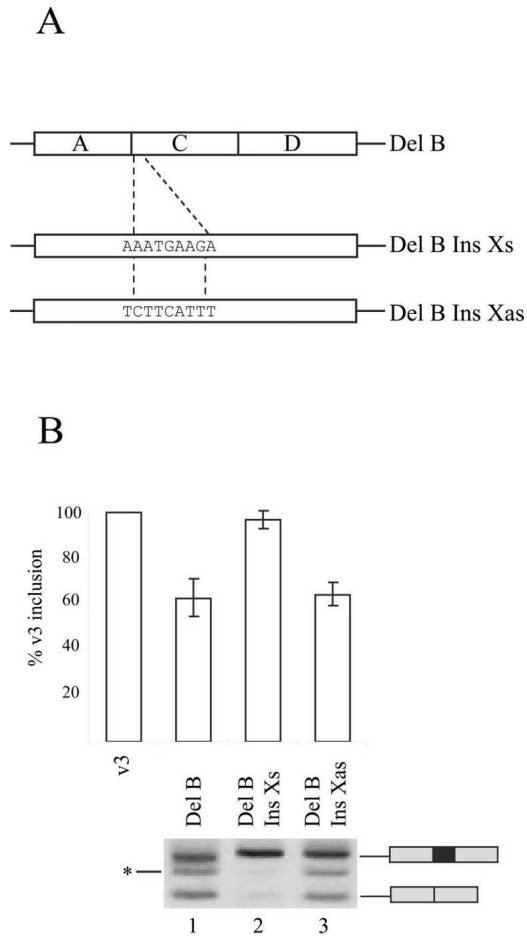 A
A C D Del B
AAATGAAGA Del B Ins Xs
TCTTCATTT Del B Ins Xas
B
100
80
60
40
20
% v3 inclusion
v3
Del B
Del B
Ins Xs
Del B
Ins Xas
*
1 2 3